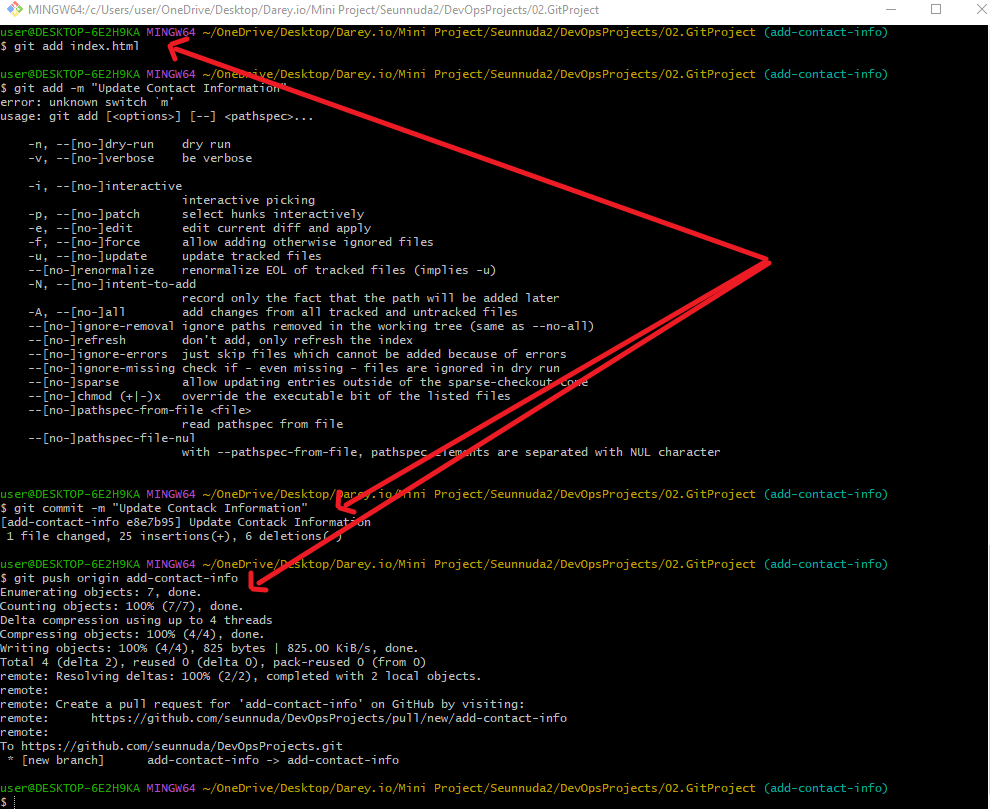 MINGW64:/c/Users/user/OneDrive/Desktop/Darey.io/Mini Project/Seunnuda2/DevOpsProjects/02.GitProject
user@DESKTOP-6E2H9KA MINGW64 ~/OneDrive/Desktop/Darey.io/Mini Project/Seunnuda2/DevOpsProjects/02.GitProject (add-contact-info)
$ git add index.html
user@DESKTOP-6E2H9KA MINGW64 ~/OneDrive/Desktop/Darey.io/Mini Project/Seunnuda2/DevOpsProjects/02.GitProject (add-contact-info)
$ git add -m "Update Contact Information"
error: unknown switch `m'
usage: git add [<options>] [--] <pathspec>...
-n, --[no-]dry-run    dry run
-v, --[no-]verbose    be verbose
-i, --[no-]interactive
interactive picking
-p, --[no-]patch      select hunks interactively
-e, --[no-]edit       edit current diff and apply
-f, --[no-]force      allow adding otherwise ignored files
-u, --[no-]update     update tracked files
--[no-]renormalize    renormalize EOL of tracked files (implies -u)
-N, --[no-]intent-to-add
record only the fact that the path will be added later
-A, --[no-]all        add changes from all tracked and untracked files
--[no-]ignore-removal ignore paths removed in the working tree (same as --no-all)
--[no-]refresh        don't add, only refresh the index
--[no-]ignore-errors  just skip files which cannot be added because of errors
--[no-]ignore-missing check if - even missing - files are ignored in dry run
--[no-]sparse         allow updating entries outside of the sparse-checkout cone
--[no-]chmod (+|-)x   override the executable bit of the listed files
--[no-]pathspec-from-file <file>
read pathspec from file
--[no-]pathspec-file-nul
with --pathspec-from-file, pathspec elements are separated with NUL character
user@DESKTOP-6E2H9KA MINGW64 ~/OneDrive/Desktop/Darey.io/Mini Project/Seunnuda2/DevOpsProjects/02.GitProject (add-contact-info)
$ git commit -m "Update Contack Information"
[add-contact-info e8e7b95] Update Contack Information
1 file changed, 25 insertions(+), 6 deletions(-)
user@DESKTOP-6E2H9KA MINGW64 ~/OneDrive/Desktop/Darey.io/Mini Project/Seunnuda2/DevOpsProjects/02.GitProject (add-contact-info)
$ git push origin add-contact-info
Enumerating objects: 7, done.
Counting objects: 100% (7/7), done.
Delta compression using up to 4 threads
Compressing objects: 100% (4/4), done.
Writing objects: 100% (4/4), 825 bytes | 825.00 KiB/s, done.
Total 4 (delta 2), reused 0 (delta 0), pack-reused 0 (from 0)
remote: Resolving deltas: 100% (2/2), completed with 2 local objects.
remote:
remote: Create a pull request for 'add-contact-info' on GitHub by visiting:
remote:      https://github.com/seunnuda/DevOpsProjects/pull/new/add-contact-info
remote:
To https://github.com/seunnuda/DevOpsProjects.git
* [new branch]      add-contact-info -> add-contact-info
user@DESKTOP-6E2H9KA MINGW64 ~/OneDrive/Desktop/Darey.io/Mini Project/Seunnuda2/DevOpsProjects/02.GitProject (add-contact-info)
$